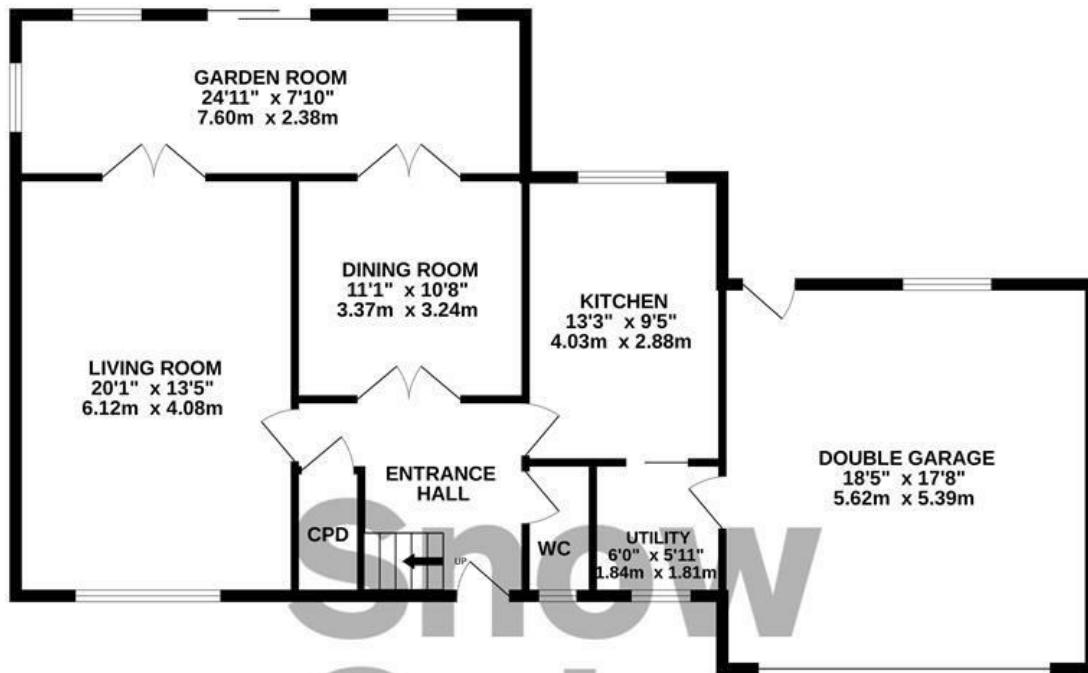 GARDEN ROOM
24'11" x 7'10"
7.60m x 2.38m
DINING ROOM
11'1" x 10'8"
3.37m x 3.24m
KITCHEN
13'3" x 9'5"
4.03m x 2.88m
LIVING ROOM
20'1" x 13'5"
6.12m x 4.08m
DOUBLE GARAGE
18'5" x 17'8"
5.62m x 5.39m
ENTRANCE
HALL
CPD
UP
WC
UTILITY
6'0" x 5'11"
1.84m x 1.81m
Snow